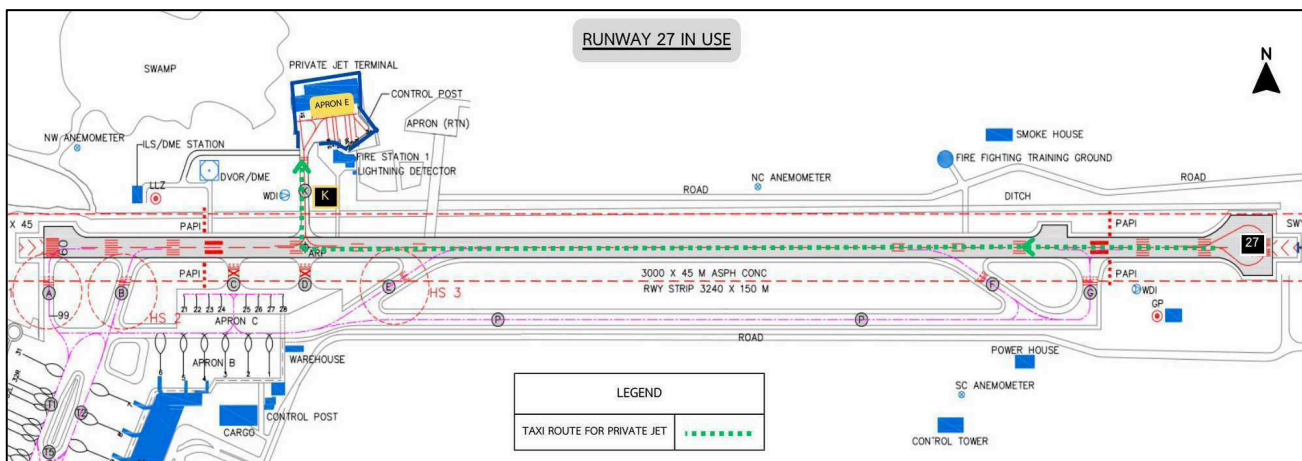 RUNWAY 27 IN USE
N
SWAMP
PRIVATE JET TERMINAL
APRON E
CONTROL POST
APRON (RTN)
NW ANEMOMETER
ILS/DME STATION
LLZ
DVOR/DME
WDI
K
K
FIRE STATION 1
LIGHTNING DETECTOR
NC ANEMOMETER
SMOKE HOUSE
FIRE FIGHTING TRAINING GROUND
ROAD
DITCH
ROAD
X 45
PAPI
PAPI
SWY
09
ARP
27
PAPI
PAPI
3000 X 45 M ASPH CONC
RWY STRIP 3240 X 150 M
A
B
C
D
E
F
G
HS 2
HS 3
WDI
GP
99
21 22 23 24 25 26 27 28
APRON C
P
P
ROAD
APRON B
WAREHOUSE
6 5 4 3 2 1
POWER HOUSE
SC ANEMOMETER
CONTROL TOWER
31
32R
T1
T2
T5
CONTROL POST
CARGO
LEGEND
TAXI ROUTE FOR PRIVATE JET